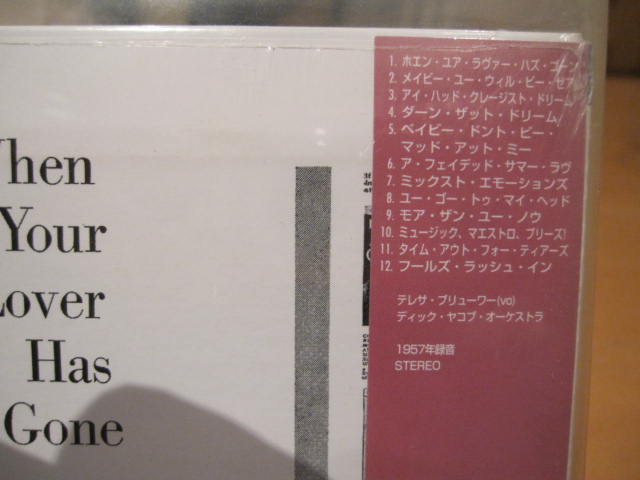 When
Your
Lover
Has
Gone
1. ホエン・ユア・ラヴァー・ハズ・ゴーン
2. メイビー・ユー・ウィル・ビー・ゼア
3. アイ・ハッド・クレージスト・ドリーム
4. ダーン・ザット・ドリーム
5. ベイビー・ドント・ビー・
マッド・アット・ミー
6. ア・フェイデッド・サマー・ラヴ
7. ミックスト・エモーションズ
8. ユー・ゴー・トゥ・マイ・ヘッド
9. モア・ザン・ユー・ノウ
10. ミュージック、マエストロ、プリーズ!
11. タイム・アウト・フォー・ティアーズ
12. フールズ・ラッシュ・イン
テレサ・ブリューワー(vo)
ディック・ヤコブ・オーケストラ
1957年録音
STEREO